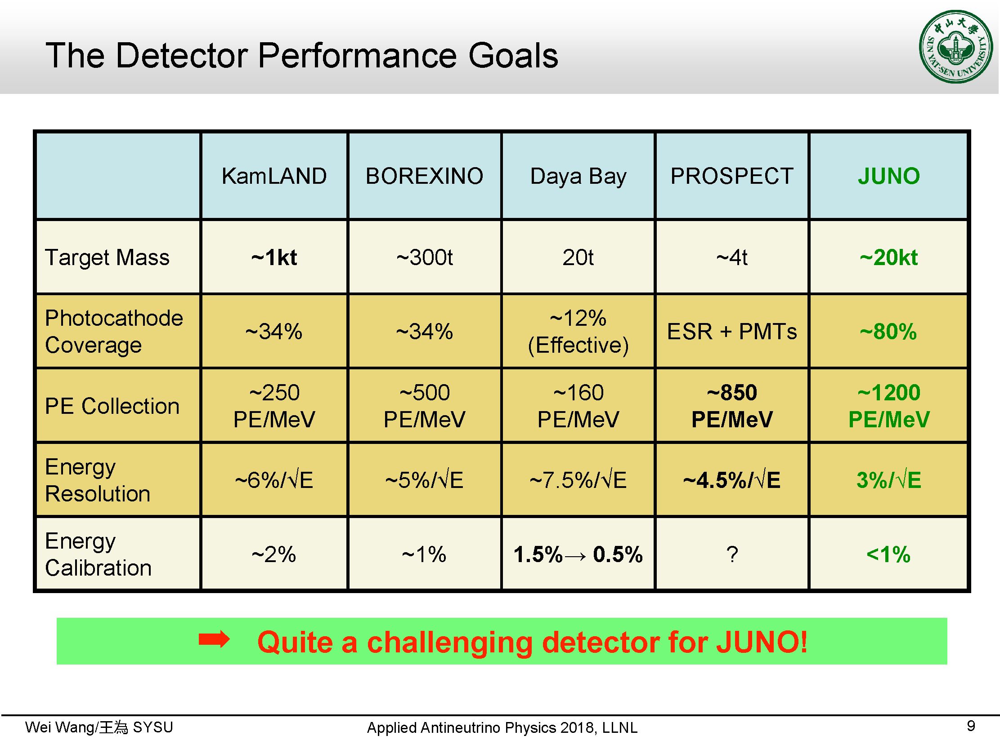 The Detector Performance Goals
中山大學
SUN YAT-SEN UNIVERSITY
KamLAND BOREXINO Daya Bay PROSPECT JUNO
Target Mass ~1kt ~300t 20t ~4t ~20kt
Photocathode
Coverage
~34%
~34%
~12%
(Effective)
ESR + PMTs
~80%
PE Collection
~250
PE/MeV
~500
PE/MeV
~160
PE/MeV
~850
PE/MeV
~1200
PE/MeV
Energy
Resolution
~6%/√E
~5%/√E
~7.5%/√E
~4.5%/√E
3%/√E
Energy
Calibration
~2%
~1%
1.5%→ 0.5%
?
<1%
➡ Quite a challenging detector for JUNO!
Wei Wang/王為 SYSU
Applied Antineutrino Physics 2018, LLNL
9